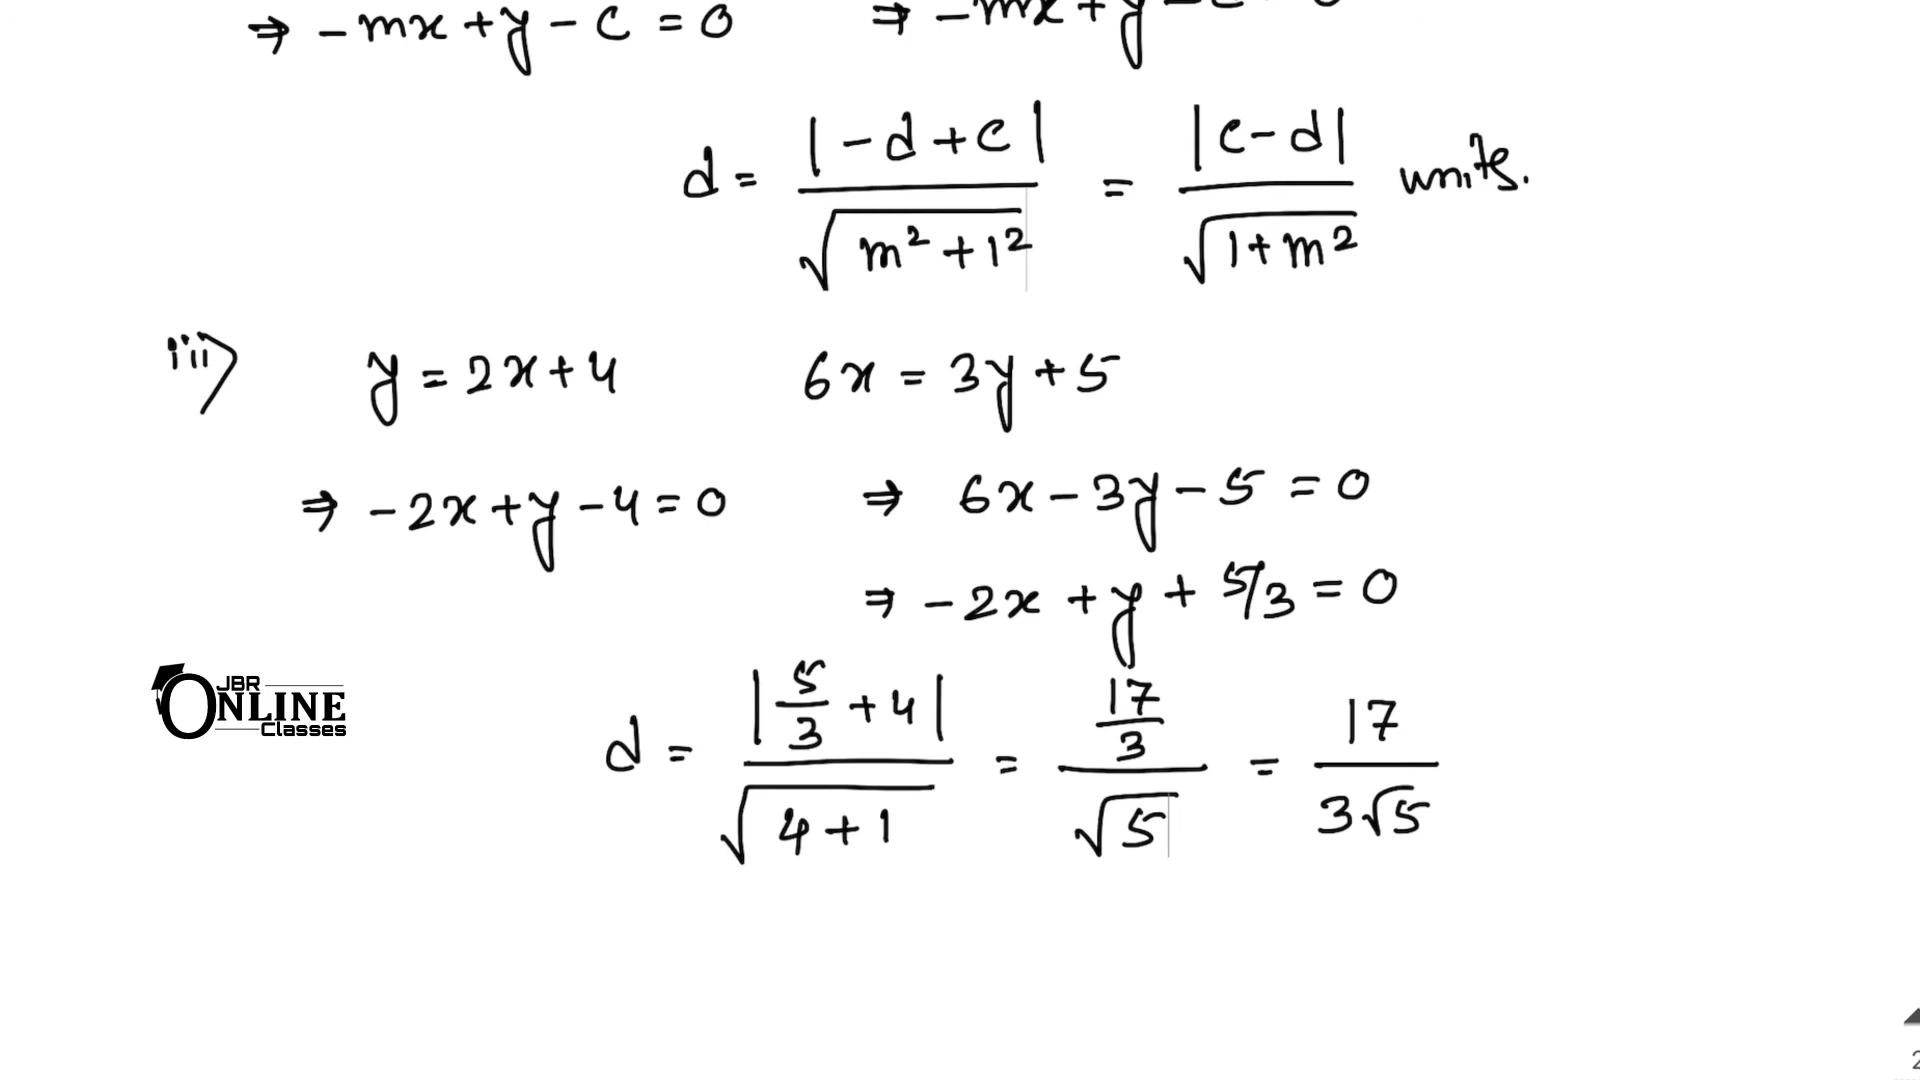 ⇒ -mx + y - c = 0 ⇒ -mx + y
d = |-d+c| / √(m² + 1²) = |c-d| / √(1+m²) units.
iii) y = 2x + 4 6x = 3y + 5
⇒ -2x + y - 4 = 0 ⇒ 6x - 3y - 5 = 0
⇒ -2x + y + 5/3 = 0
JBR
ONLINE
Classes
d = |5/3 + 4| / √(4 + 1) = (17/3) / √5 = 17 / 3√5
2